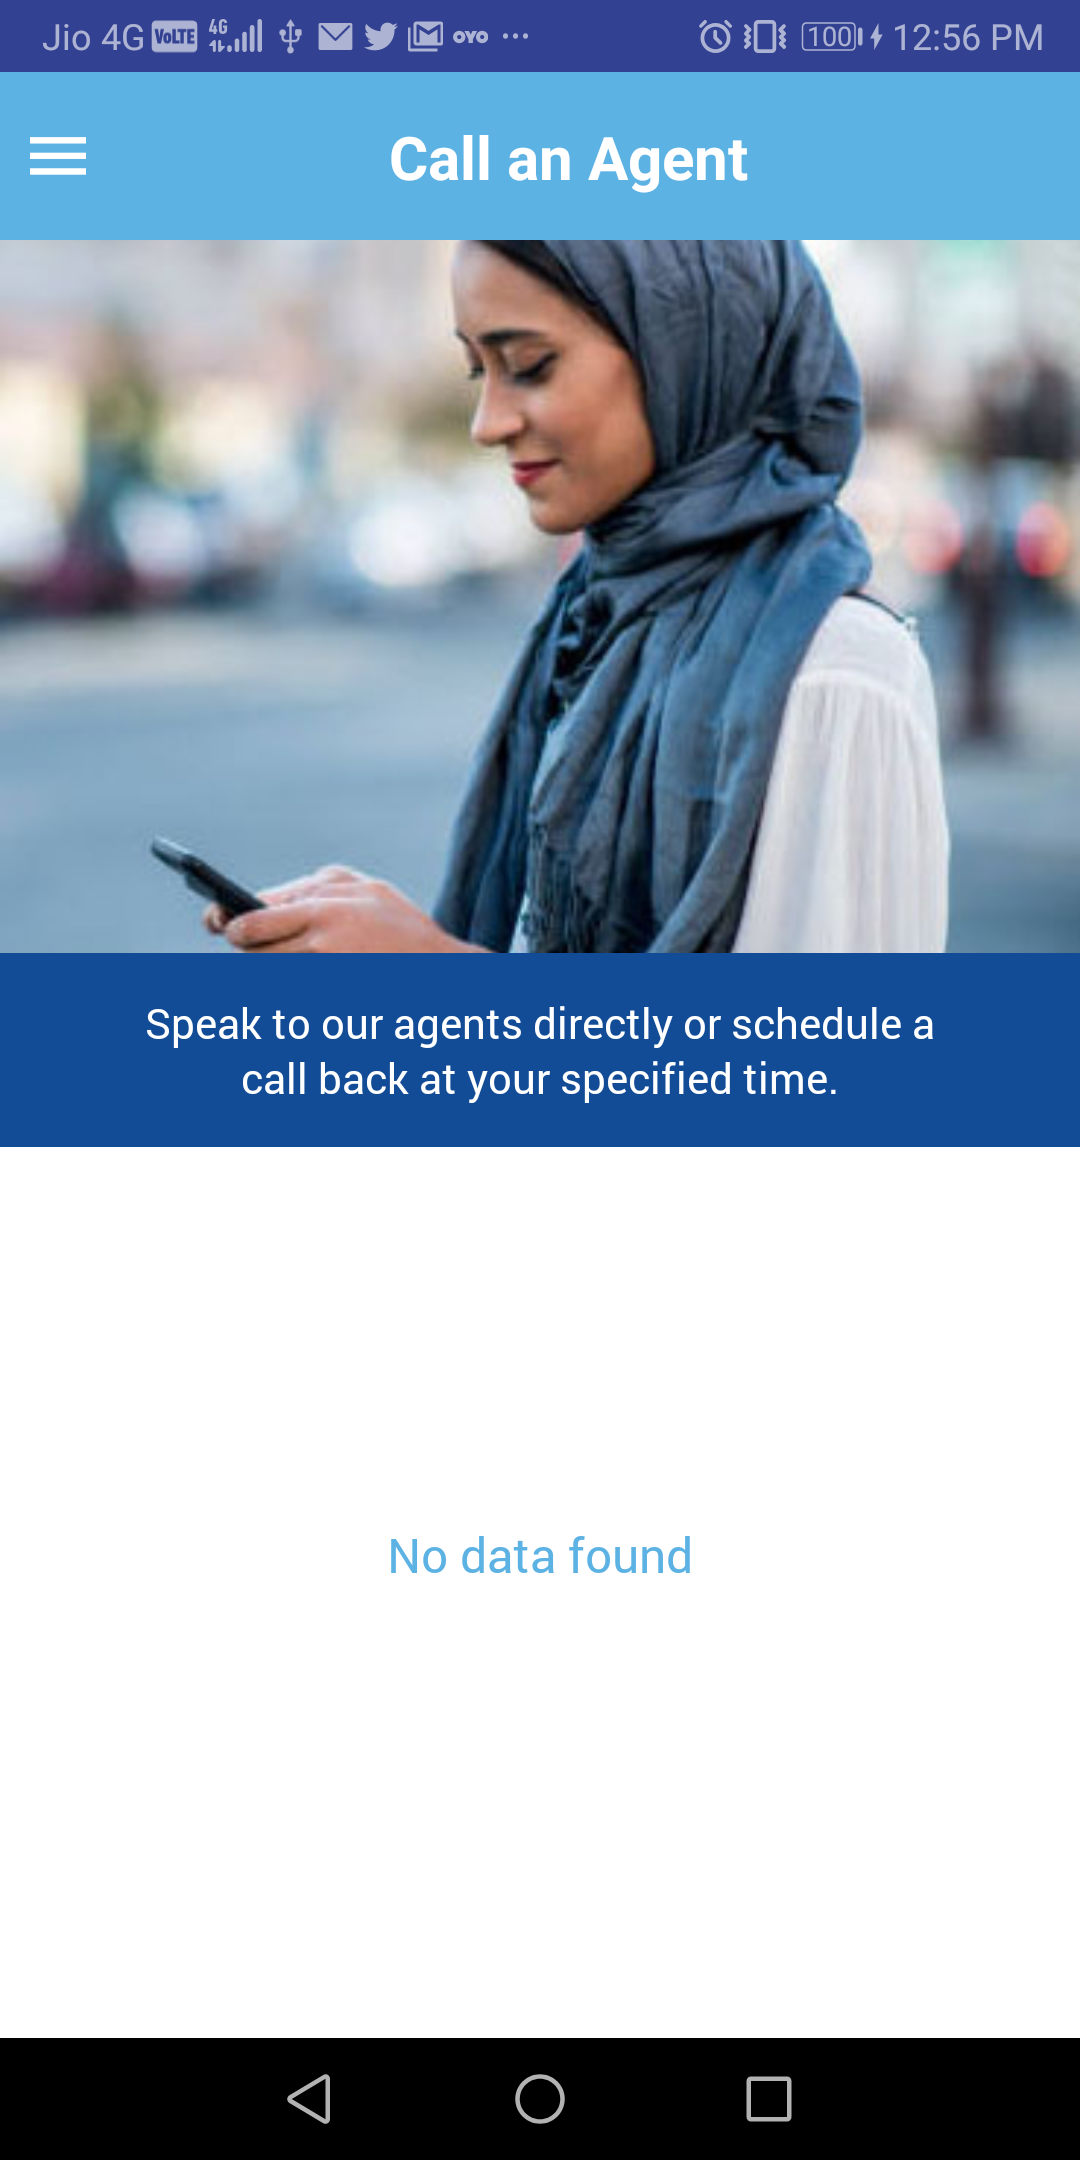 Jio 4G VoLTE 4G OYO 100 12:56 PM
Call an Agent
Speak to our agents directly or schedule a
call back at your specified time.
No data found